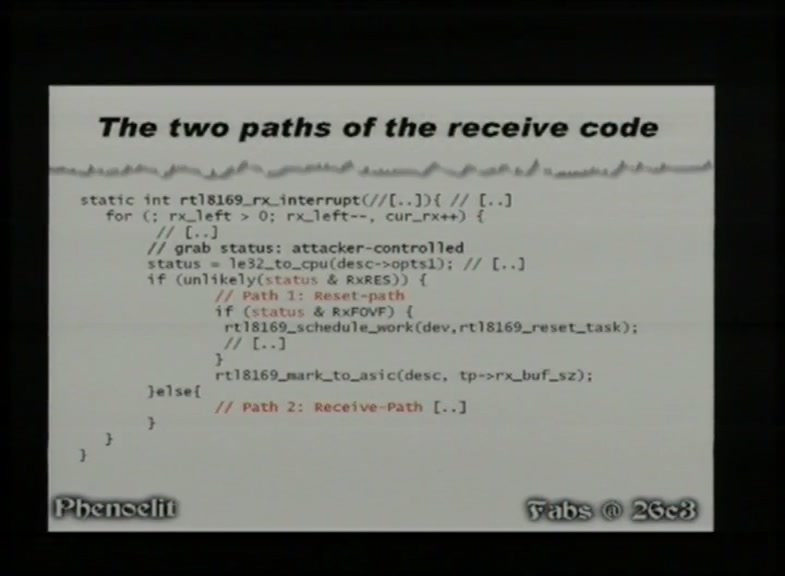 The two paths of the receive code
static int rtl8169_rx_interrupt(//[..]){ // [..]
for (; rx_left > 0; rx_left--, cur_rx++) {
// [..]
// grab status: attacker-controlled
status = le32_to_cpu(desc->opts1); // [..]
if (unlikely(status & RxRES)) {
// Path 1: Reset-path
if (status & RxFOVF) {
rtl8169_schedule_work(dev,rtl8169_reset_task);
// [..]
}
rtl8169_mark_to_asic(desc, tp->rx_buf_sz);
}else{
// Path 2: Receive-Path [..]
}
}
}
Phenoelit
Fabs @ 26c3